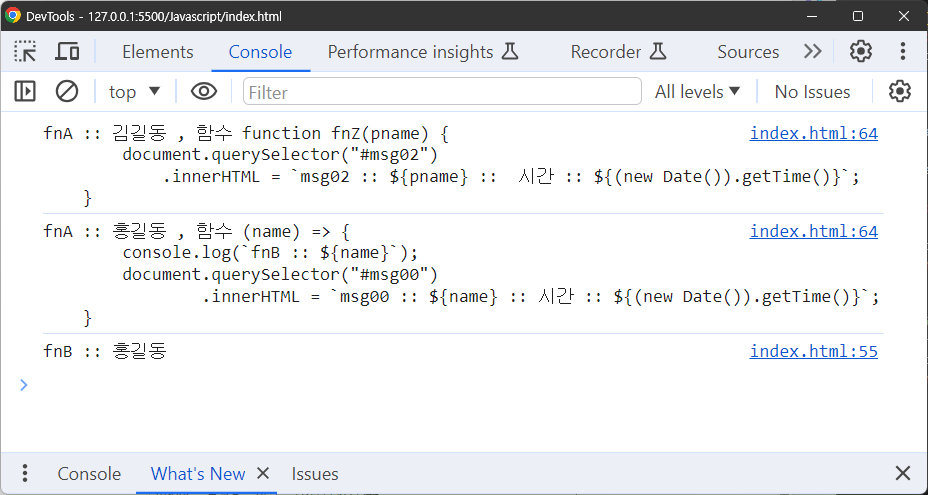 DevTools - 127.0.0.1:5500/Javascript/index.html
Elements Console Performance insights Recorder Sources
top Filter All levels No Issues
fnA :: 김길동 , 함수 function fnZ(pname) { index.html:64
document.querySelector("#msg02")
.innerHTML = `msg02 :: ${pname} ::  시간 :: ${(new Date()).getTime()}`;
}
fnA :: 홍길동 , 함수 (name) => { index.html:64
console.log(`fnB :: ${name}`);
document.querySelector("#msg00")
.innerHTML = `msg00 :: ${name} :: 시간 :: ${(new Date()).getTime()}`;
}
fnB :: 홍길동 index.html:55
Console What's New Issues